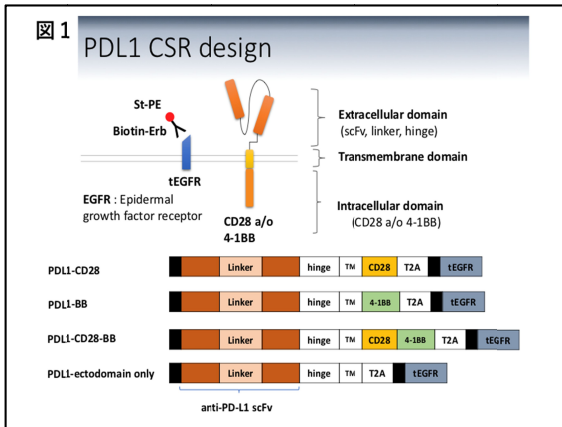 図1
PDL1 CSR design
St-PE
Biotin-Erb
tEGFR
EGFR : Epidermal
growth factor receptor
CD28 a/o
4-1BB
Extracellular domain
(scFv, linker, hinge)
Transmembrane domain
Intracellular domain
(CD28 a/o 4-1BB)
PDL1-CD28 Linker hinge TM CD28 T2A tEGFR
PDL1-BB Linker hinge TM 4-1BB T2A tEGFR
PDL1-CD28-BB Linker hinge TM CD28 4-1BB T2A tEGFR
PDL1-ectodomain only Linker hinge TM T2A tEGFR
anti-PD-L1 scFv